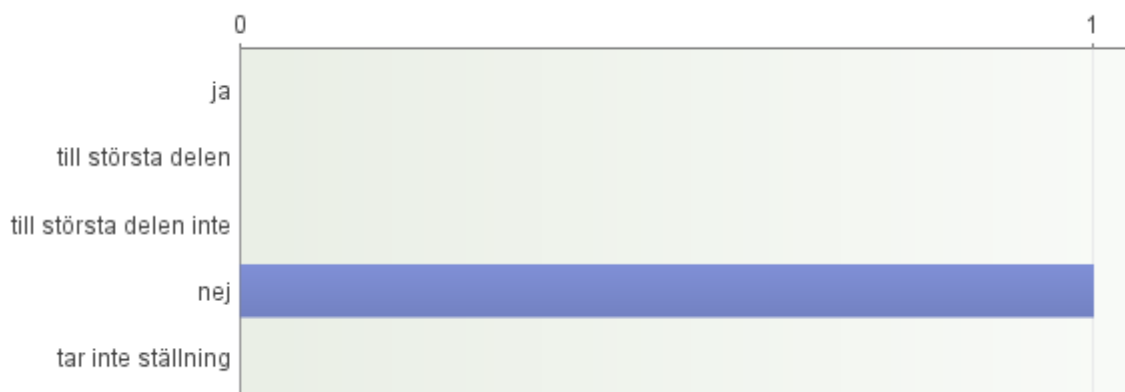 0 1
ja
till största delen
till största delen inte
nej
tar inte ställning